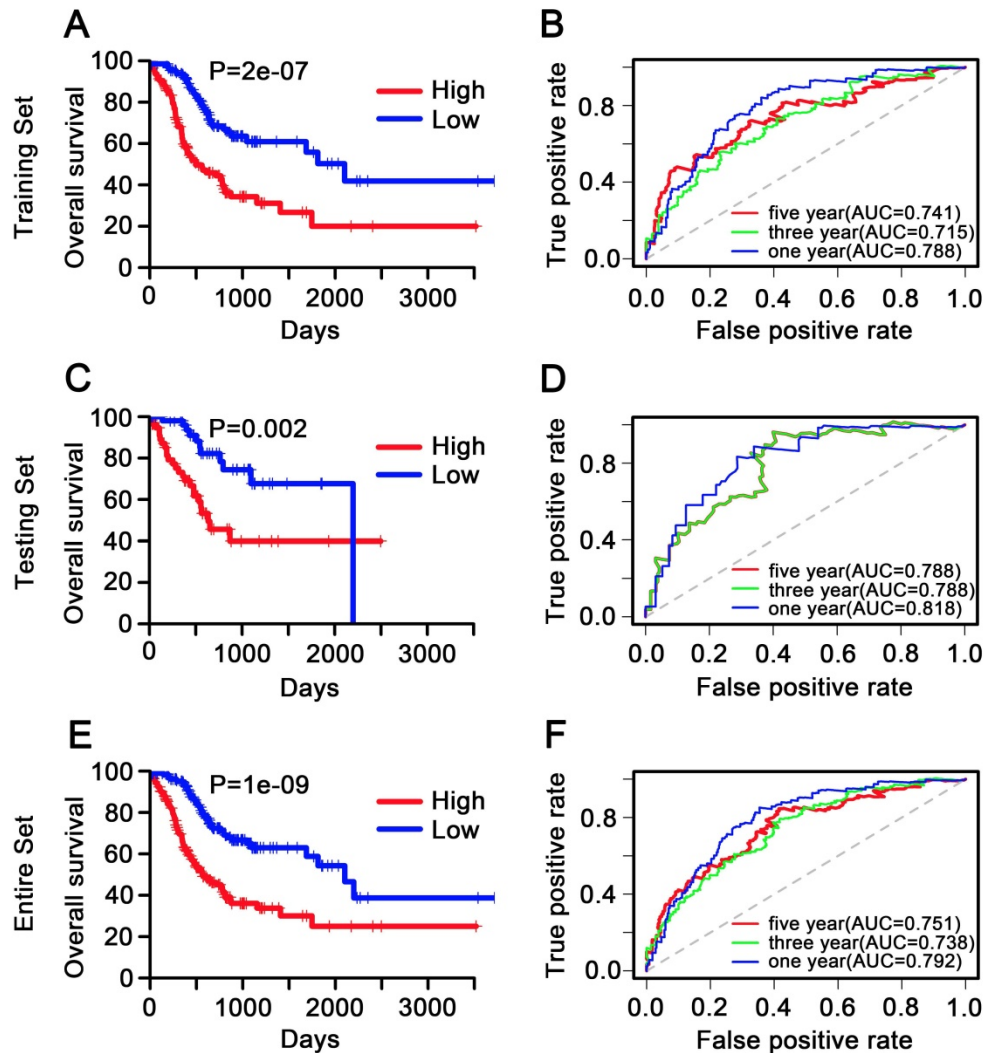 A
Training Set
Overall survival
100
80
60
40
20
0
P=2e-07
High
Low
0 1000 2000 3000
Days
B
True positive rate
0.8
0.4
0.0
five year(AUC=0.741)
three year(AUC=0.715)
one year(AUC=0.788)
0.0 0.2 0.4 0.6 0.8 1.0
False positive rate
C
Testing Set
Overall survival
100
80
60
40
20
0
P=0.002
High
Low
0 1000 2000 3000
Days
D
True positive rate
0.8
0.4
0.0
five year(AUC=0.788)
three year(AUC=0.788)
one year(AUC=0.818)
0.0 0.2 0.4 0.6 0.8 1.0
False positive rate
E
Entire Set
Overall survival
100
80
60
40
20
0
P=1e-09
High
Low
0 1000 2000 3000
Days
F
True positive rate
0.8
0.4
0.0
five year(AUC=0.751)
three year(AUC=0.738)
one year(AUC=0.792)
0.0 0.2 0.4 0.6 0.8 1.0
False positive rate